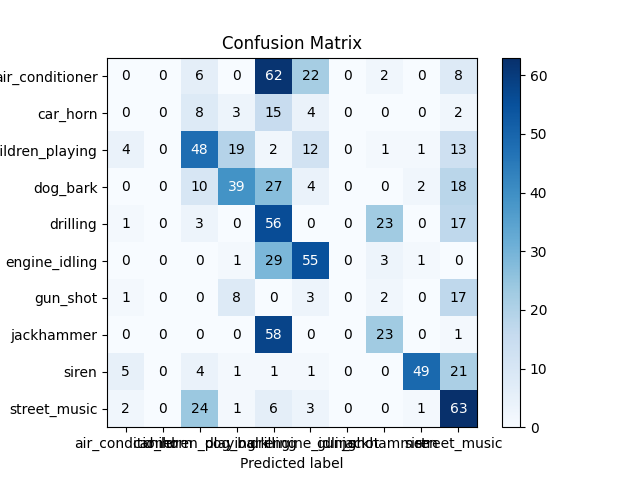 Confusion Matrix
air_conditioner 0 0 6 0 62 22 0 2 0 8
car_horn 0 0 8 3 15 4 0 0 0 2
ildren_playing 4 0 48 19 2 12 0 1 1 13
dog_bark 0 0 10 39 27 4 0 0 2 18
drilling 1 0 3 0 56 0 0 23 0 17
engine_idling 0 0 0 1 29 55 0 3 1 0
gun_shot 1 0 0 8 0 3 0 2 0 17
jackhammer 0 0 0 0 58 0 0 23 0 1
siren 5 0 4 1 1 1 0 0 49 21
street_music 2 0 24 1 6 3 0 0 1 63
street_music
Predicted label
60
50
40
30
20
10
0